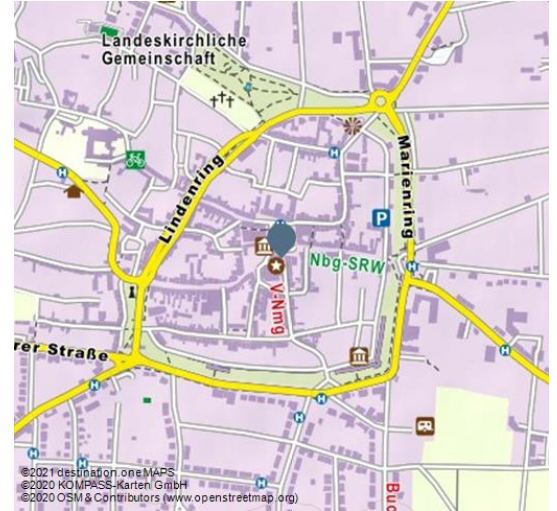 Landeskirchliche
Gemeinschaft
Lindenring
Marienring
H
H
H
P
H
Nbg-SRW
V-Nmg
rer Straße
H
H
H
H
H
H
Buc
©2021 destination.one MAPS
©2020 KOMPASS-Karten GmbH
©2020 OSM & Contributors (www.openstreetmap.org)